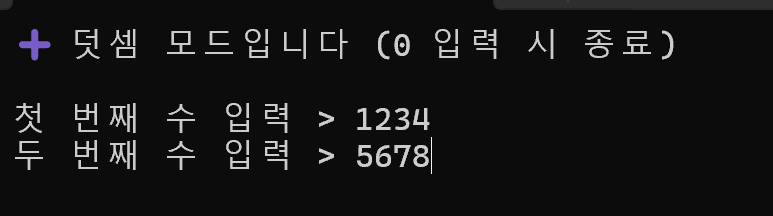 ➕ 덧셈 모드입니다 (0 입력 시 종료)
첫 번째 수 입력 > 1234
두 번째 수 입력 > 5678